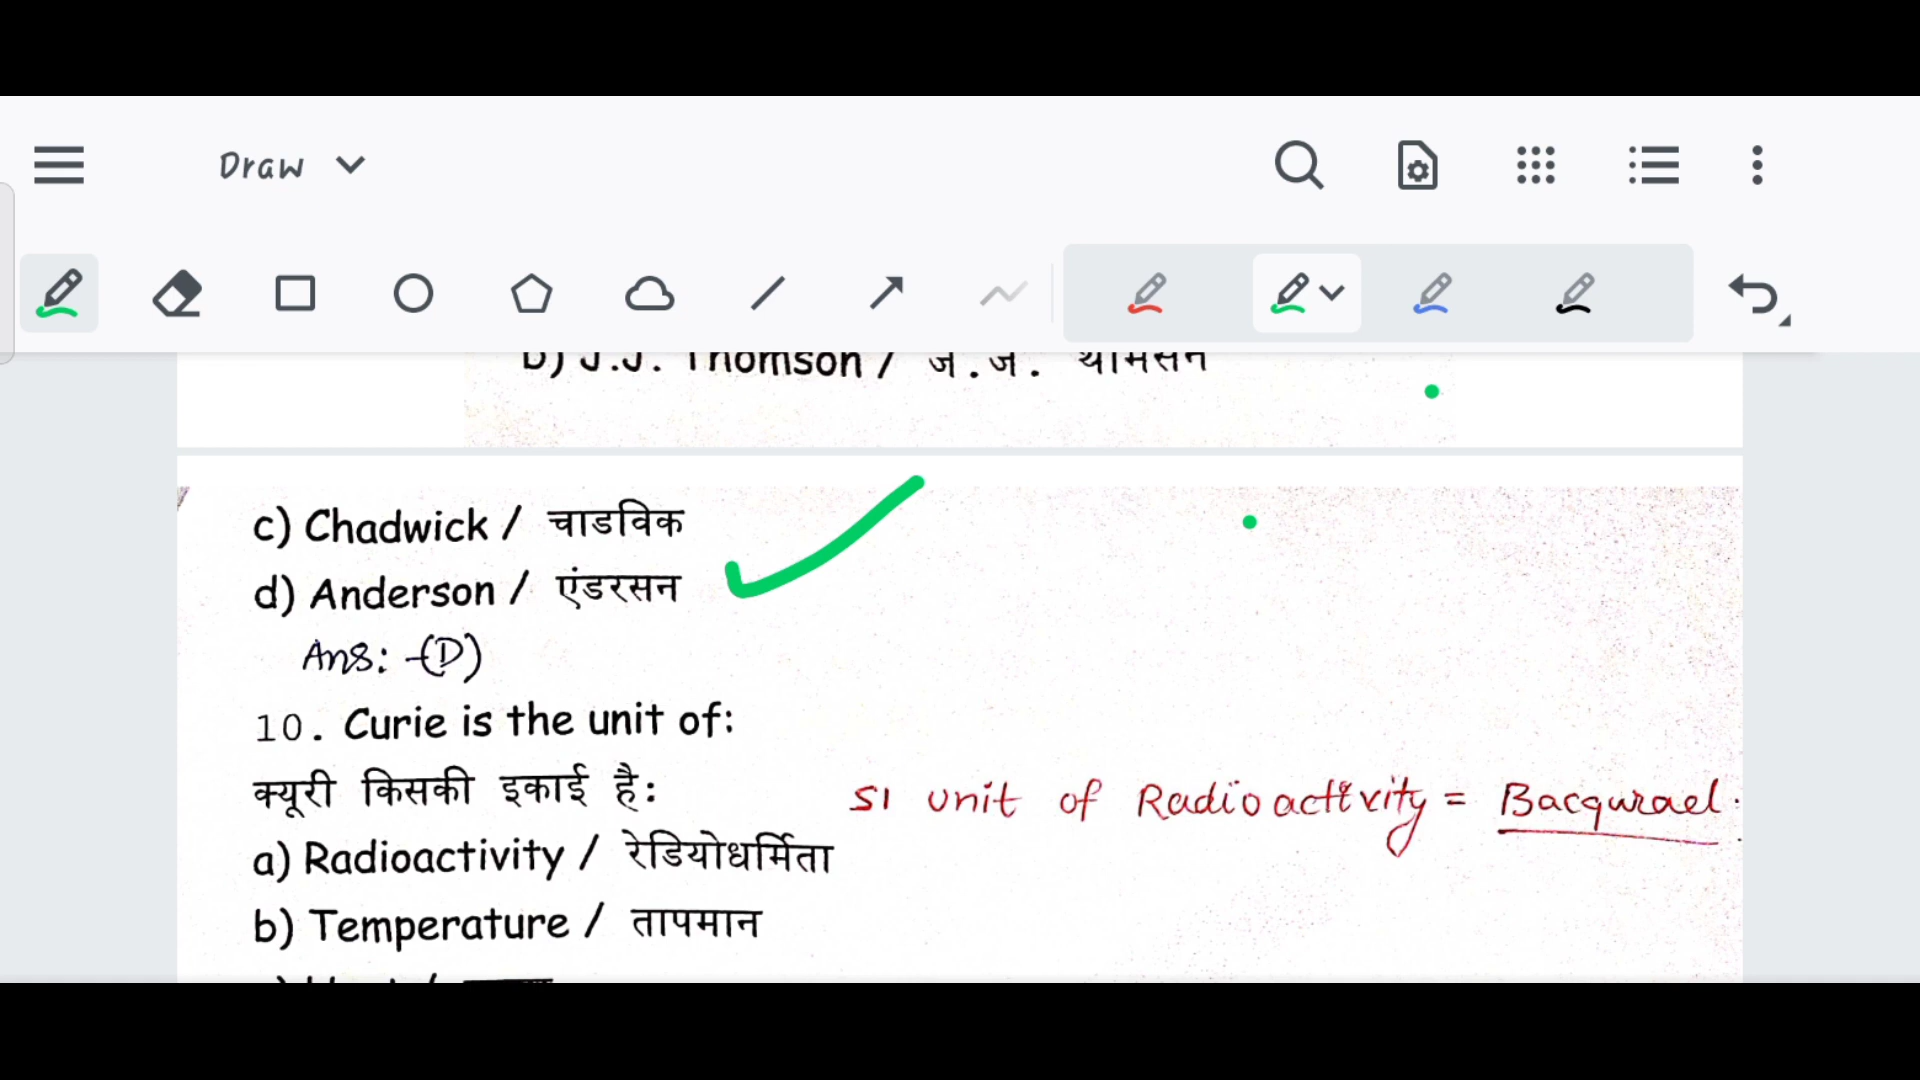 Draw
b) J.J. Thomson / जे.जे. थॉमसन
c) Chadwick / चाडविक
d) Anderson / एंडरसन
Ans: -(D)
10. Curie is the unit of:
क्यूरी किसकी इकाई है:
SI unit of Radioactivity = Bacqurael.
a) Radioactivity / रेडियोधर्मिता
b) Temperature / तापमान